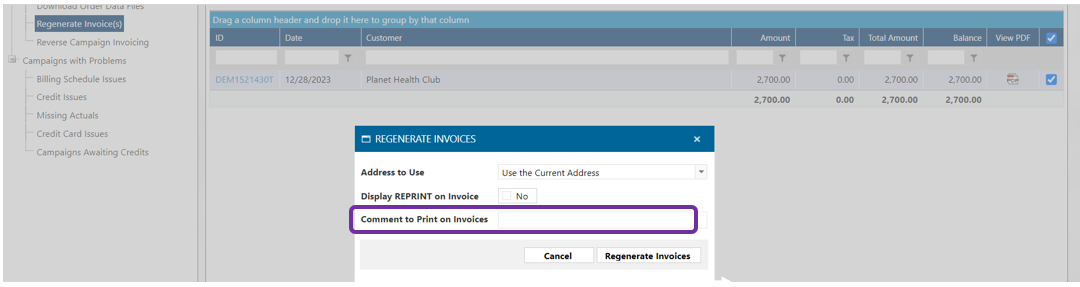 Download Order Data Files
Regenerate Invoice(s)
Reverse Campaign Invoicing
Campaigns with Problems
Billing Schedule Issues
Credit Issues
Missing Actuals
Credit Card Issues
Campaigns Awaiting Credits
Drag a column header and drop it here to group by that column
ID Date Customer Amount Tax Total Amount Balance View PDF
DEM1521430T 12/28/2023 Planet Health Club 2,700.00 0.00 2,700.00 2,700.00 PDF
2,700.00 0.00 2,700.00 2,700.00
REGENERATE INVOICES
Address to Use Use the Current Address
Display REPRINT on Invoice No
Comment to Print on Invoices
Cancel Regenerate Invoices